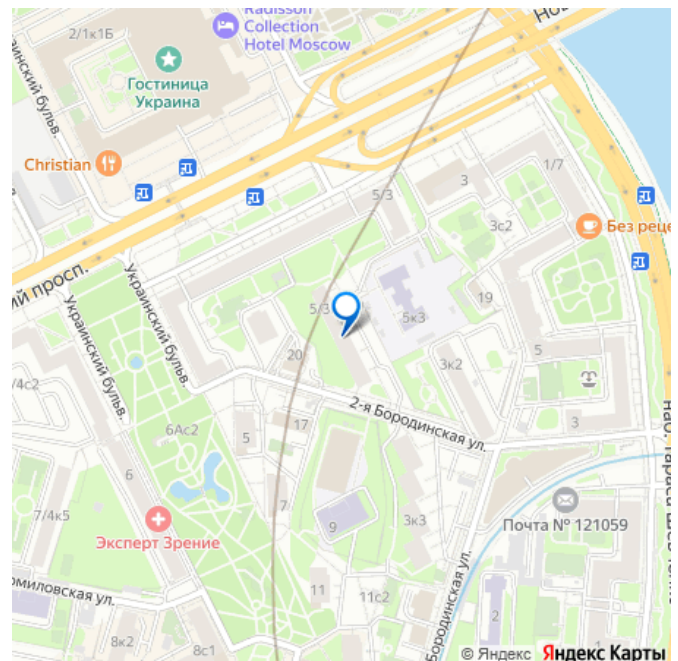 Radisson
Collection
Hotel Moscow
Нов
2/1к1Б
Гостиница
Украина
Украинский бульв.
Christian
5/3
3
1/7
3с2
Без реце
ий просп.
Украинский бульв.
Украинский бульв.
5/3
5к3
19
20
3к2
5
/4с2
2-я Бородинская ул.
6Ас2
5
17
3
6
7
7/4к5
Эксперт Зрение
9
3к3
Почта № 121059
11
11с2
Бородинская ул.
2
8к2
8с1
1
© Яндекс Яндекс Карты